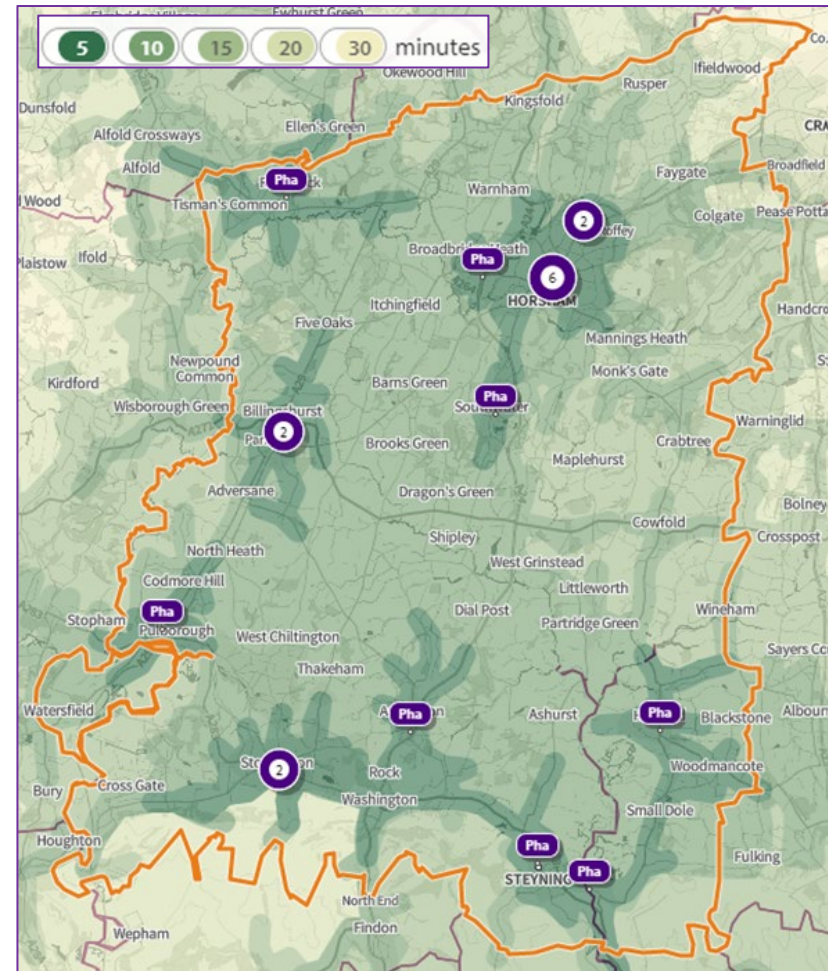 Ewhurst Green
5 10 15 20 30 minutes
Okewood Hill
Ifieldwood
Co.
Rusper
Dunsfold
Kingsfold
Ellen's Green
Alfold Crossways
CRA
Alfold
Broadfield
Faygate
Pha
Warnham
d Wood
Tisman's Common
2
Colgate
Pease Potta
Broadbridge Heath
Ifold
Plaistow
Pha
6
HORSHAM
Itchingfield
Handcro
Five Oaks
Mannings Heath
Newpound
Common
Monk's Gate
Kirdford
Barns Green
Pha
Wisborough Green
Billingshurst
Warninglid
2
Brooks Green
Crabtree
Maplehurst
Adversane
Dragon's Green
Bolney
Cowfold
Shipley
Crosspost
North Heath
West Grinstead
Codmore Hill
Littleworth
Pha
Dial Post
Wineham
Stopham
Partridge Green
Pulborough
West Chiltington
Sayers Co
Thakeham
Watersfield
Pha
Ashurst
Pha
Blackstone
Albourn
2
Rock
Woodmancote
Bury
Cross Gate
Washington
Small Dole
Houghton
Pha
Fulking
Pha
STEYNING
North End
Findon
Wepham